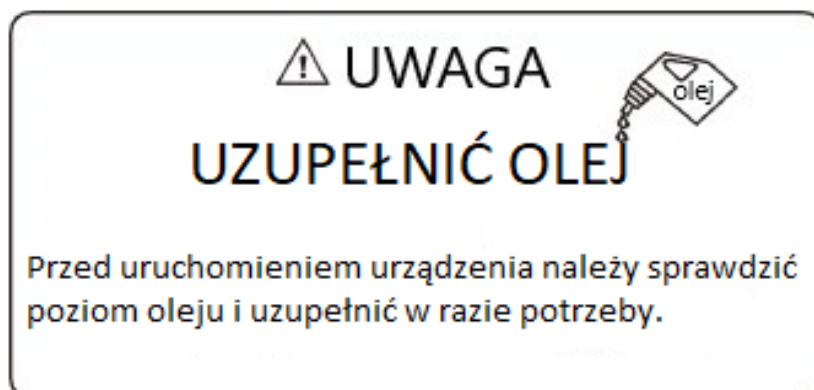 ⚠ UWAGA
olej
UZUPEŁNIĆ OLEJ
Przed uruchomieniem urządzenia należy sprawdzić
poziom oleju i uzupełnić w razie potrzeby.